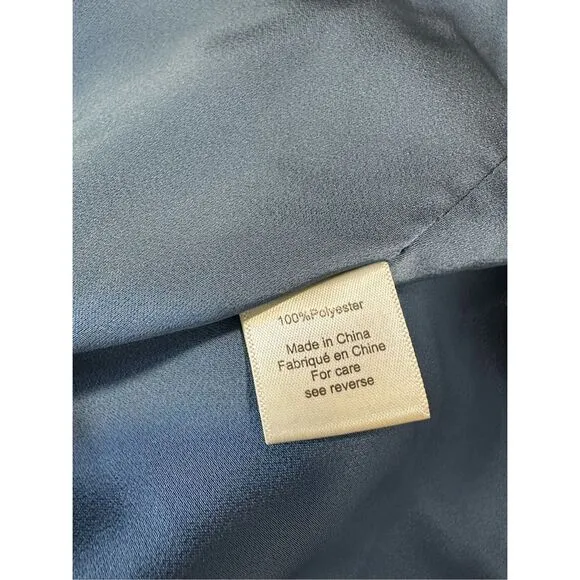 100%Polyester
Made in China
Fabriqué en Chine
For care
see reverse